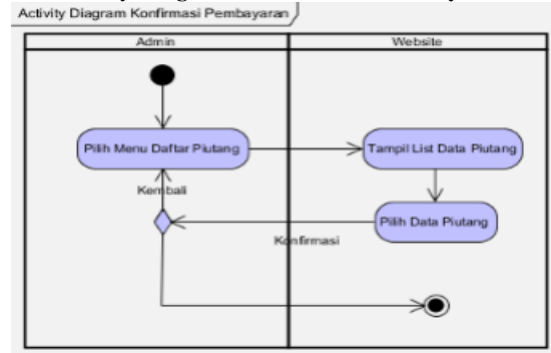 Activity Diagram Konfirmasi Pembayaran
Admin
Website
Pilih Menu Daftar Piutang
Tampil List Data Piutang
Kembali
Pilih Data Piutang
Konfirmasi